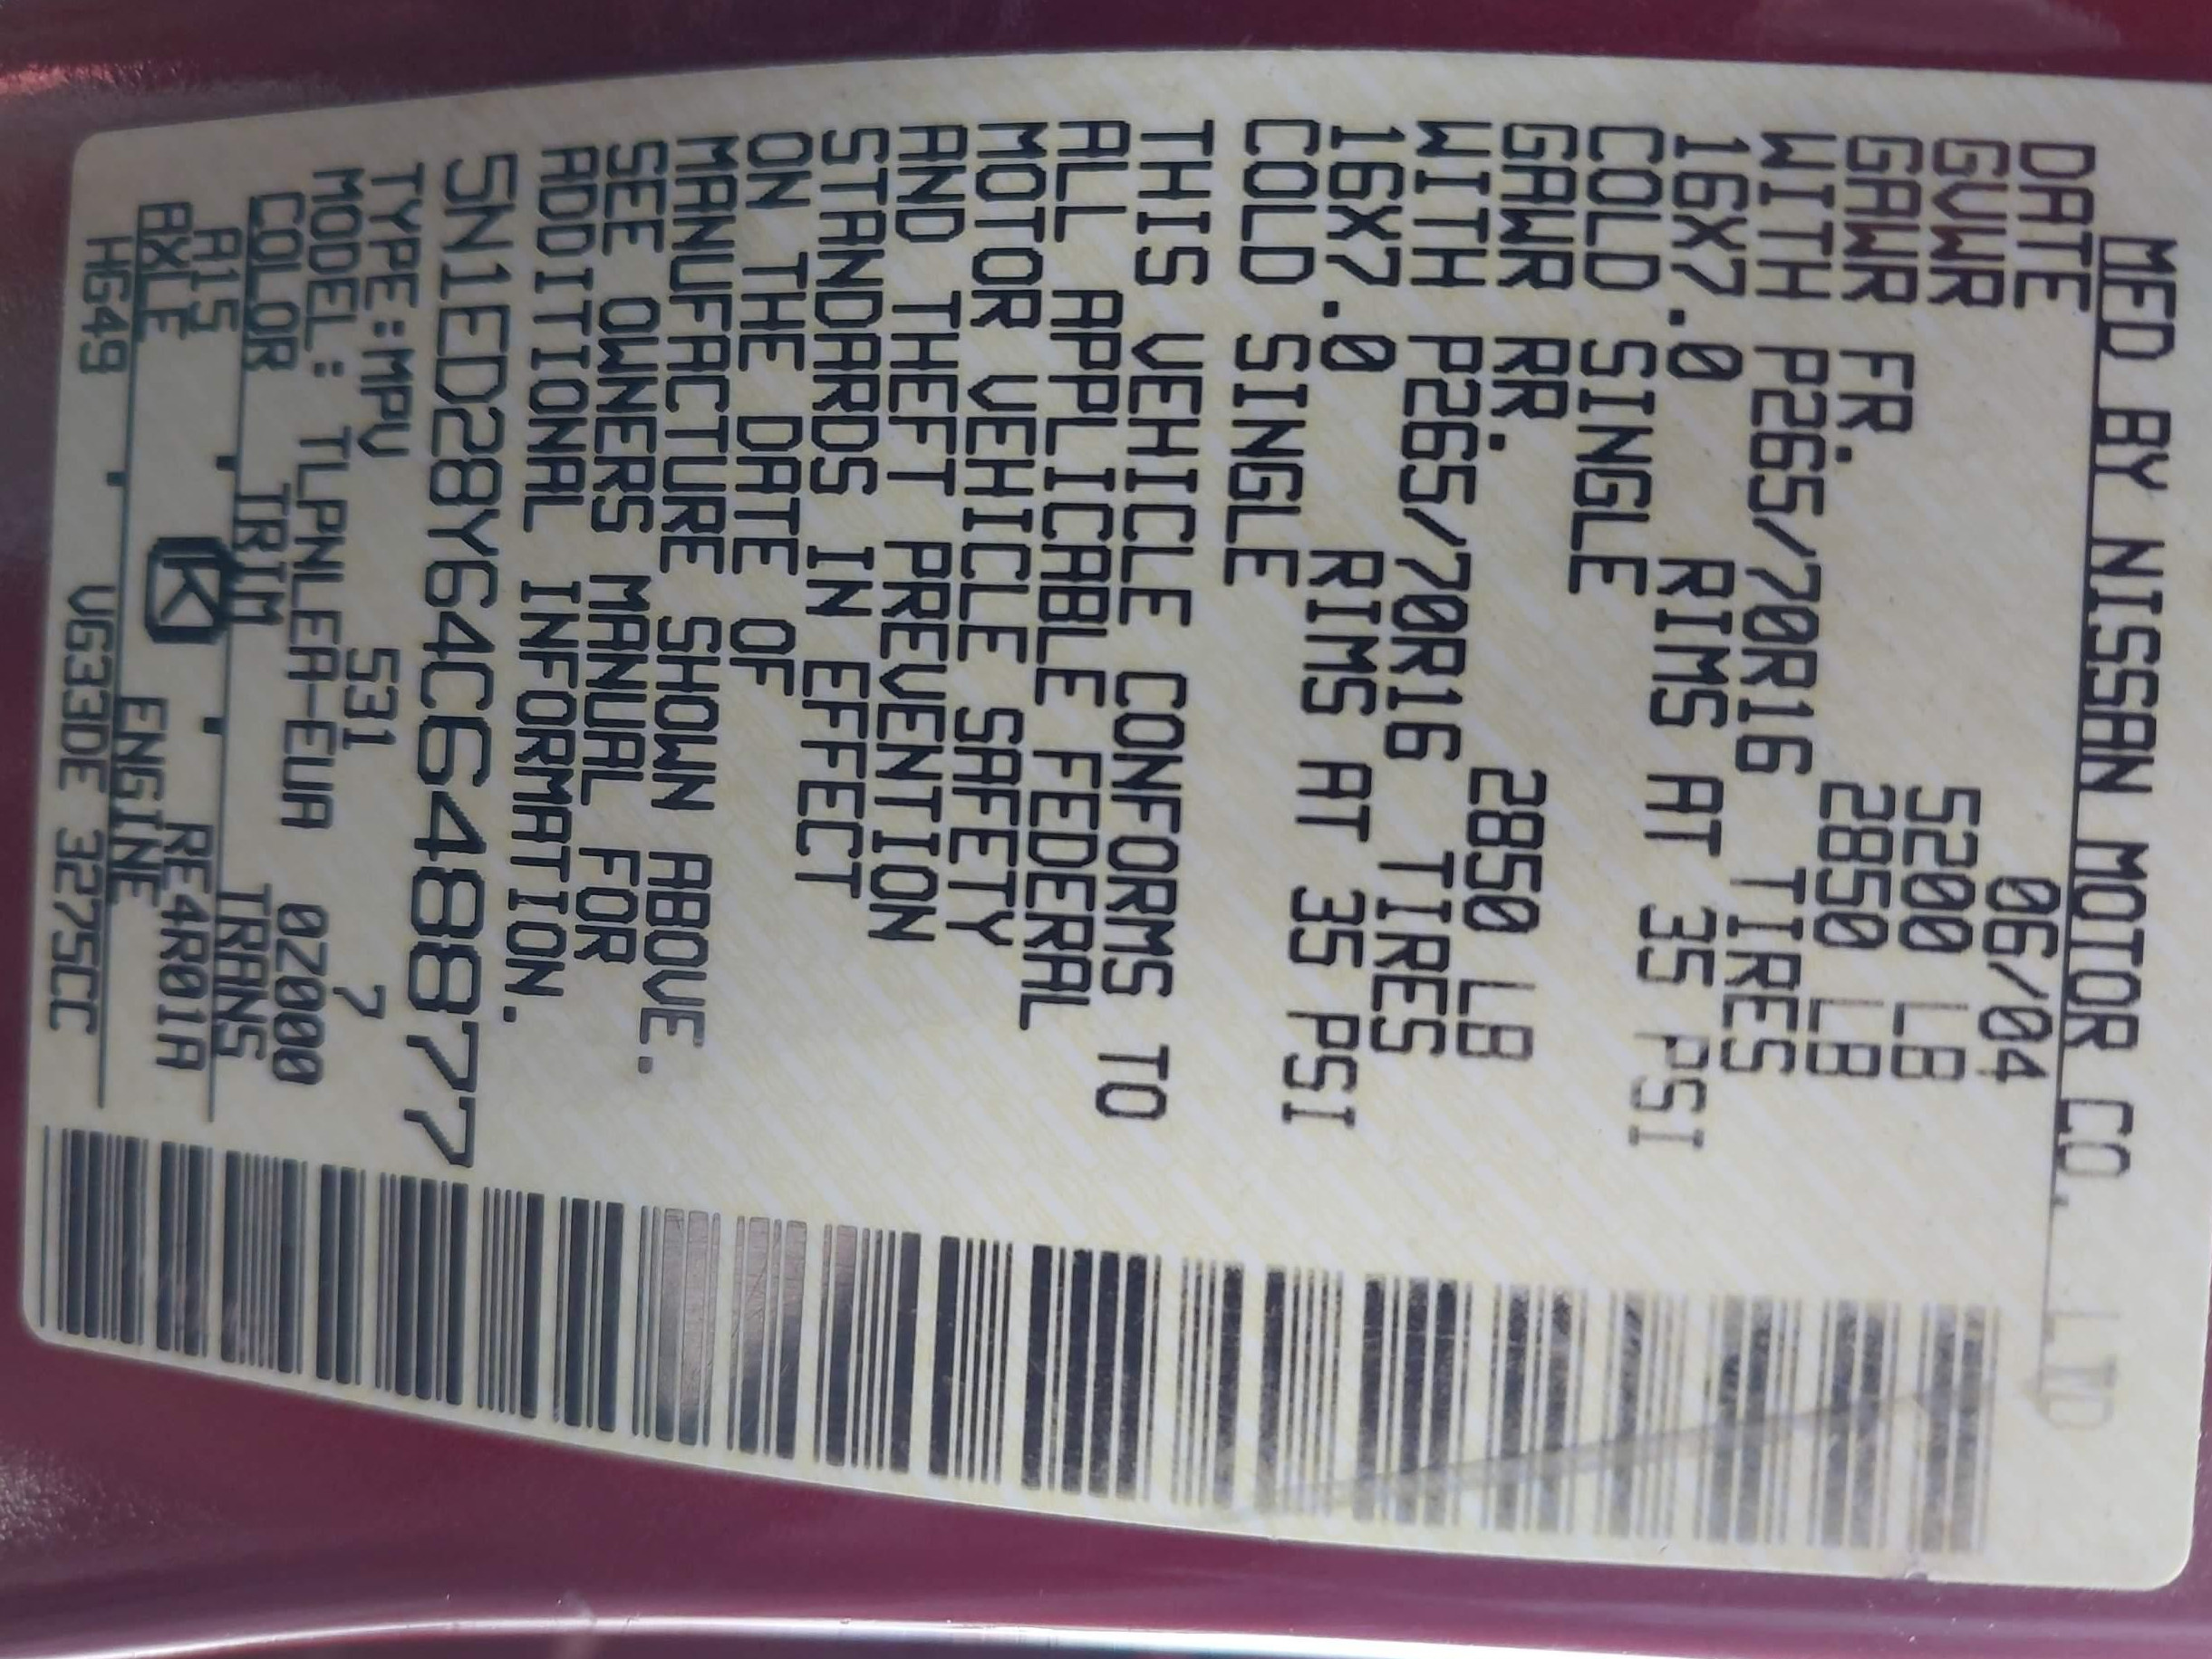 MFD BY NISSAN MOTOR CO. LTD
DATE 06/04
GVWR 5200 LB
GAWR FR. 2850 LB
WITH P265/70R16 TIRES
16X7.0 RIMS AT 35 PSI
COLD SINGLE
GAWR RR. 2850 LB
WITH P265/70R16 TIRES
16X7.0 RIMS AT 35 PSI
COLD SINGLE
THIS VEHICLE CONFORMS TO
ALL APPLICABLE FEDERAL
MOTOR VEHICLE SAFETY
AND THEFT PREVENTION
STANDARDS IN EFFECT
ON THE DATE OF
MANUFACTURE SHOWN ABOVE.
SEE OWNERS MANUAL FOR
ADDITIONAL INFORMATION.
5N1ED28Y64C648877
TYPE:MPV 531 7
MODEL: TLPNLEA-EUA 0Z000
COLOR TRIM TRANS
A15 K RE4R01A
AXLE ENGINE
HG49 VG33DE 3275CC